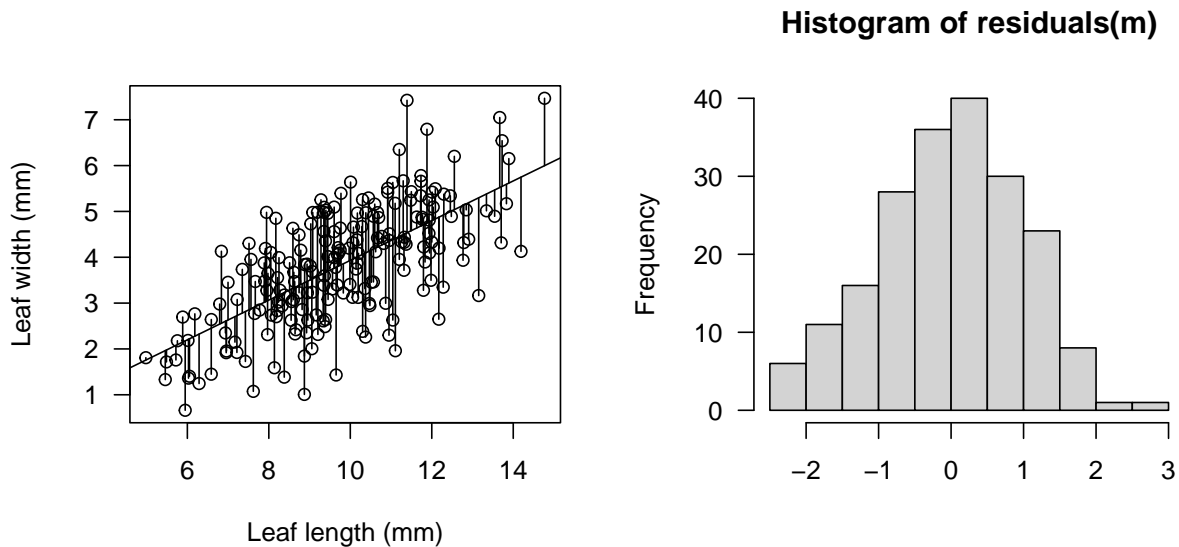 Histogram of residuals(m)
Leaf width (mm)
7
6
5
4
3
2
1
6 8 10 12 14
Leaf length (mm)
Frequency
40
30
20
10
0
−2 −1 0 1 2 3